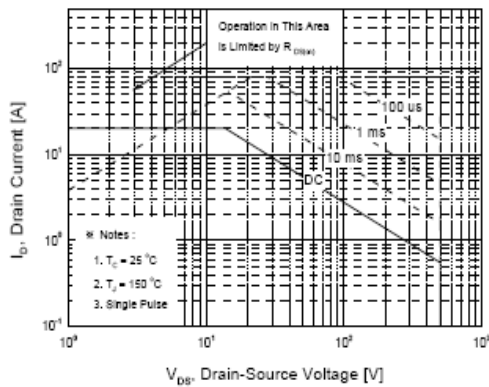 Operation in This Area
is Limited by R DS(on)
10²
10¹
10⁰
10⁻¹
I_D, Drain Current [A]
100 us
1 ms
10 ms
DC
※ Notes :
1. T_C = 25 °C
2. T_J = 150 °C
3. Single Pulse
10⁰ 10¹ 10² 10³
V_DS, Drain-Source Voltage [V]